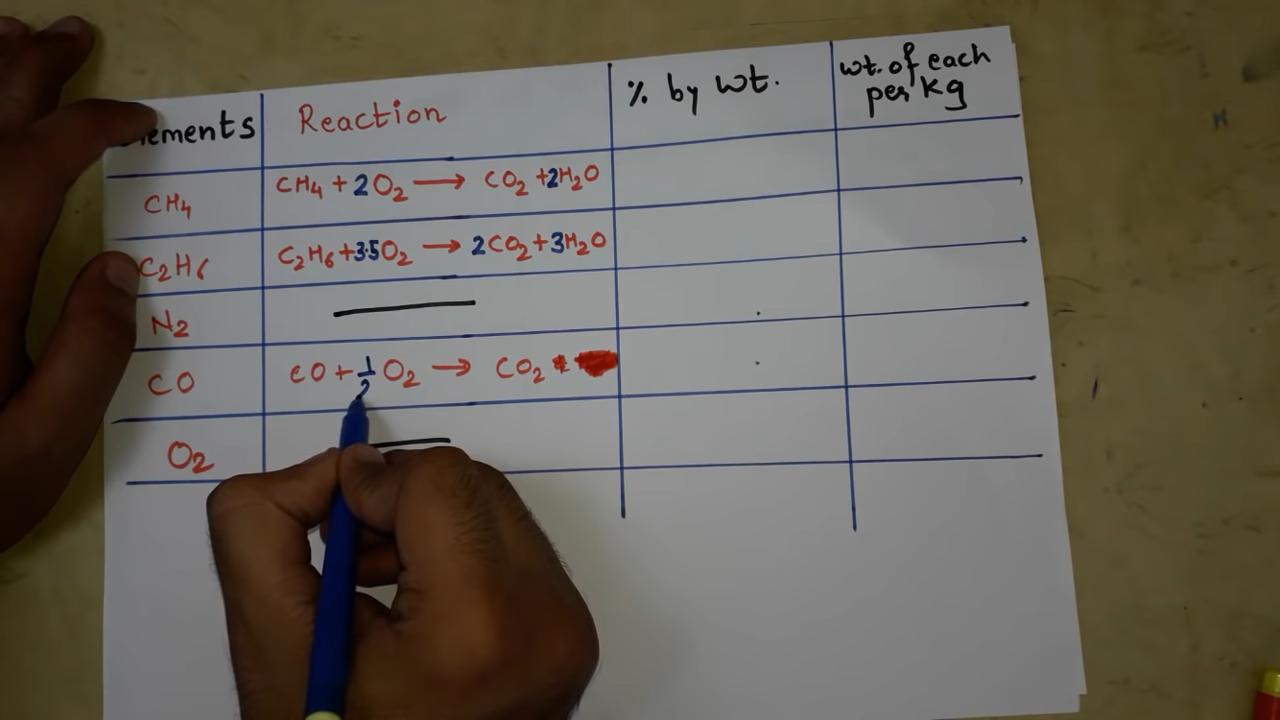 Elements Reaction % by wt. wt. of each per kg
CH₄ CH₄ + 2O₂ → CO₂ + 2H₂O
C₂H₆ C₂H₆ + 3.5O₂ → 2CO₂ + 3H₂O
N₂
CO CO + 1/2 O₂ → CO₂
O₂